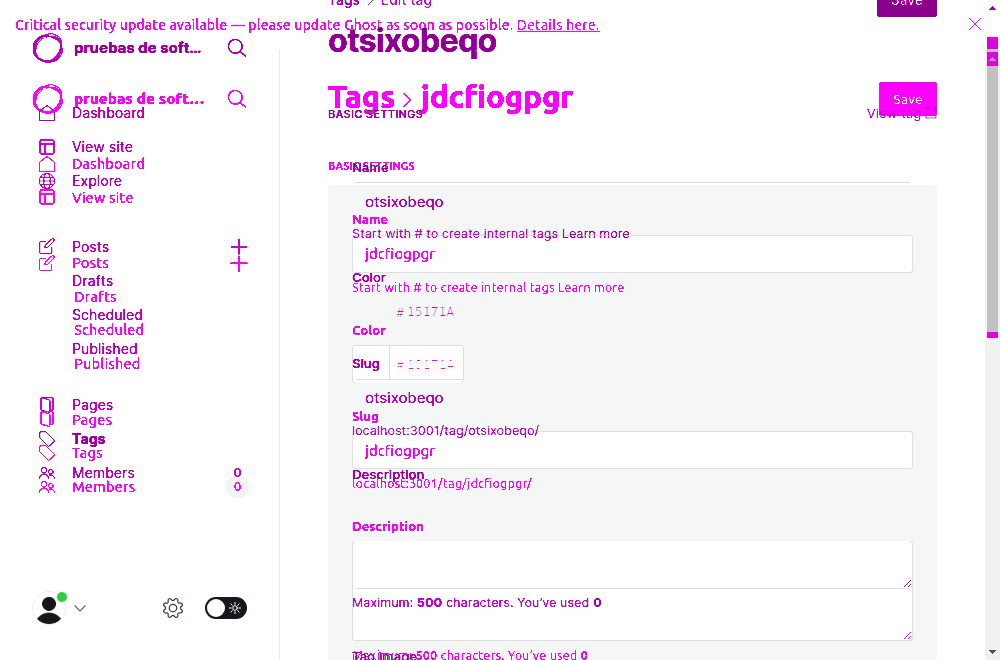 Tags > Edit tag
Save
Critical security update available — please update Ghost as soon as possible. Details here.
otsixobeqo
pruebas de soft...
pruebas de soft...
Tags > jdcfiogpgr
Save
Dashboard
BASIC SETTINGS
View tag
View site
Dashboard
BASIC SETTINGS
Name
Explore
View site
otsixobeqo
Name
Start with # to create internal tags Learn more
Posts
jdcfiogpgr
Posts
Drafts
Color
Start with # to create internal tags Learn more
Drafts
Scheduled
# 15171A
Scheduled
Color
Published
Published
Slug
# 15171A
Pages
otsixobeqo
Pages
Slug
localhost:3001/tag/otsixobeqo/
Tags
Tags
jdcfiogpgr
Members 0
Description
Members 0
localhost:3001/tag/jdcfiogpgr/
Description
Maximum: 500 characters. You've used 0
Tag image
Maximum: 500 characters. You've used 0